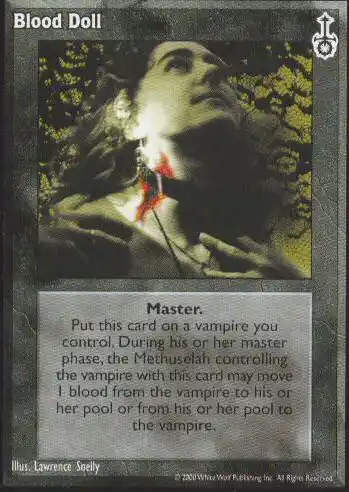 Blood Doll
Master.
Put this card on a vampire you
control. During his or her master
phase, the Methuselah controlling
the vampire with this card may move
1 blood from the vampire to his or
her pool or from his or her pool to
the vampire.
Illus. Lawrence Snelly
© 2000 White Wolf Publishing Inc. All Rights Reserved.